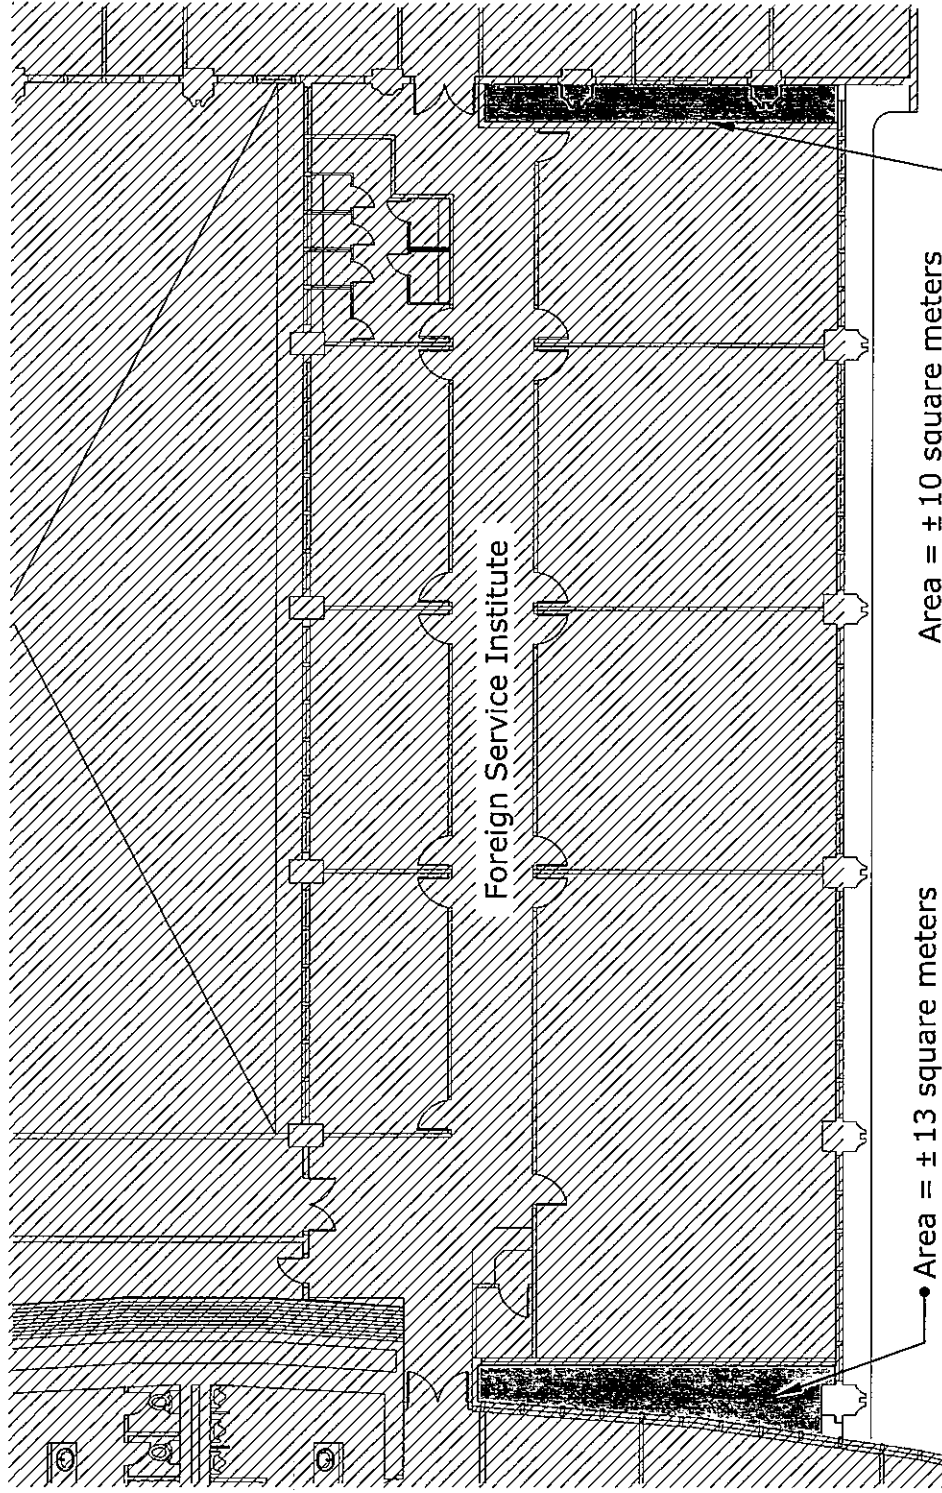 Foreign Service Institute
Area = ± 13 square meters
Area = ± 10 square meters